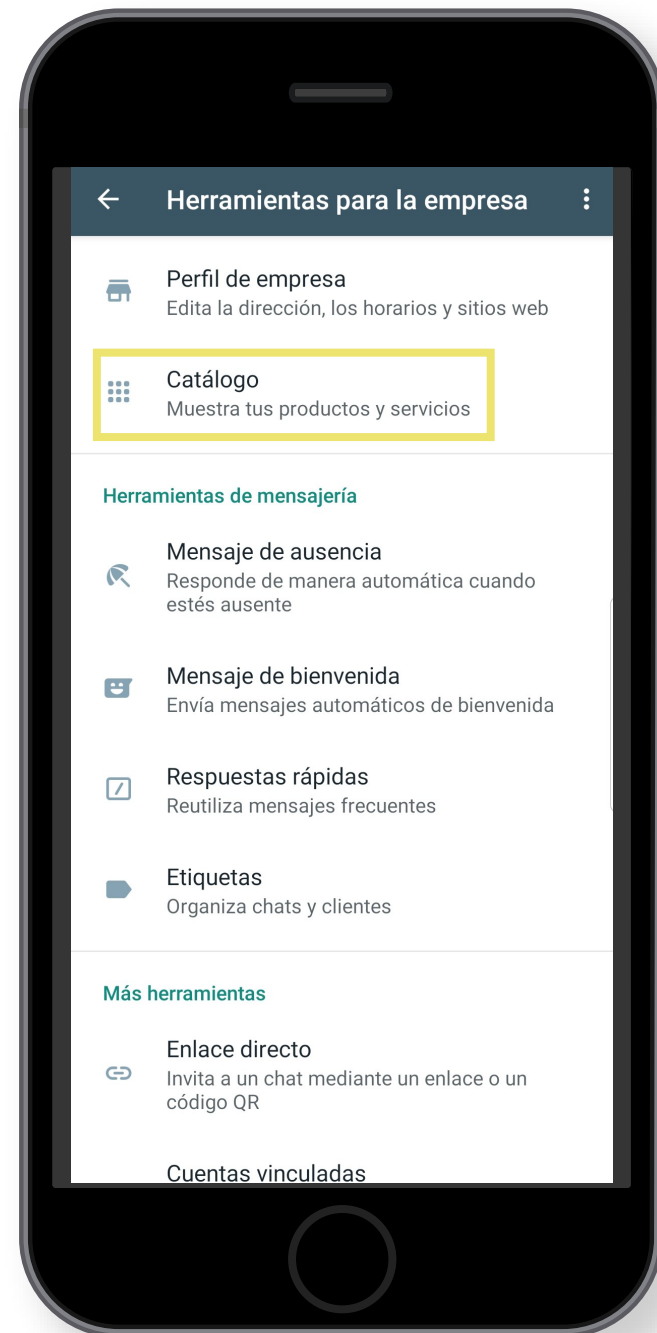 Herramientas para la empresa
Perfil de empresa
Edita la dirección, los horarios y sitios web
Catálogo
Muestra tus productos y servicios
Herramientas de mensajería
Mensaje de ausencia
Responde de manera automática cuando
estés ausente
Mensaje de bienvenida
Envía mensajes automáticos de bienvenida
Respuestas rápidas
Reutiliza mensajes frecuentes
Etiquetas
Organiza chats y clientes
Más herramientas
Enlace directo
Invita a un chat mediante un enlace o un
código QR
Cuentas vinculadas